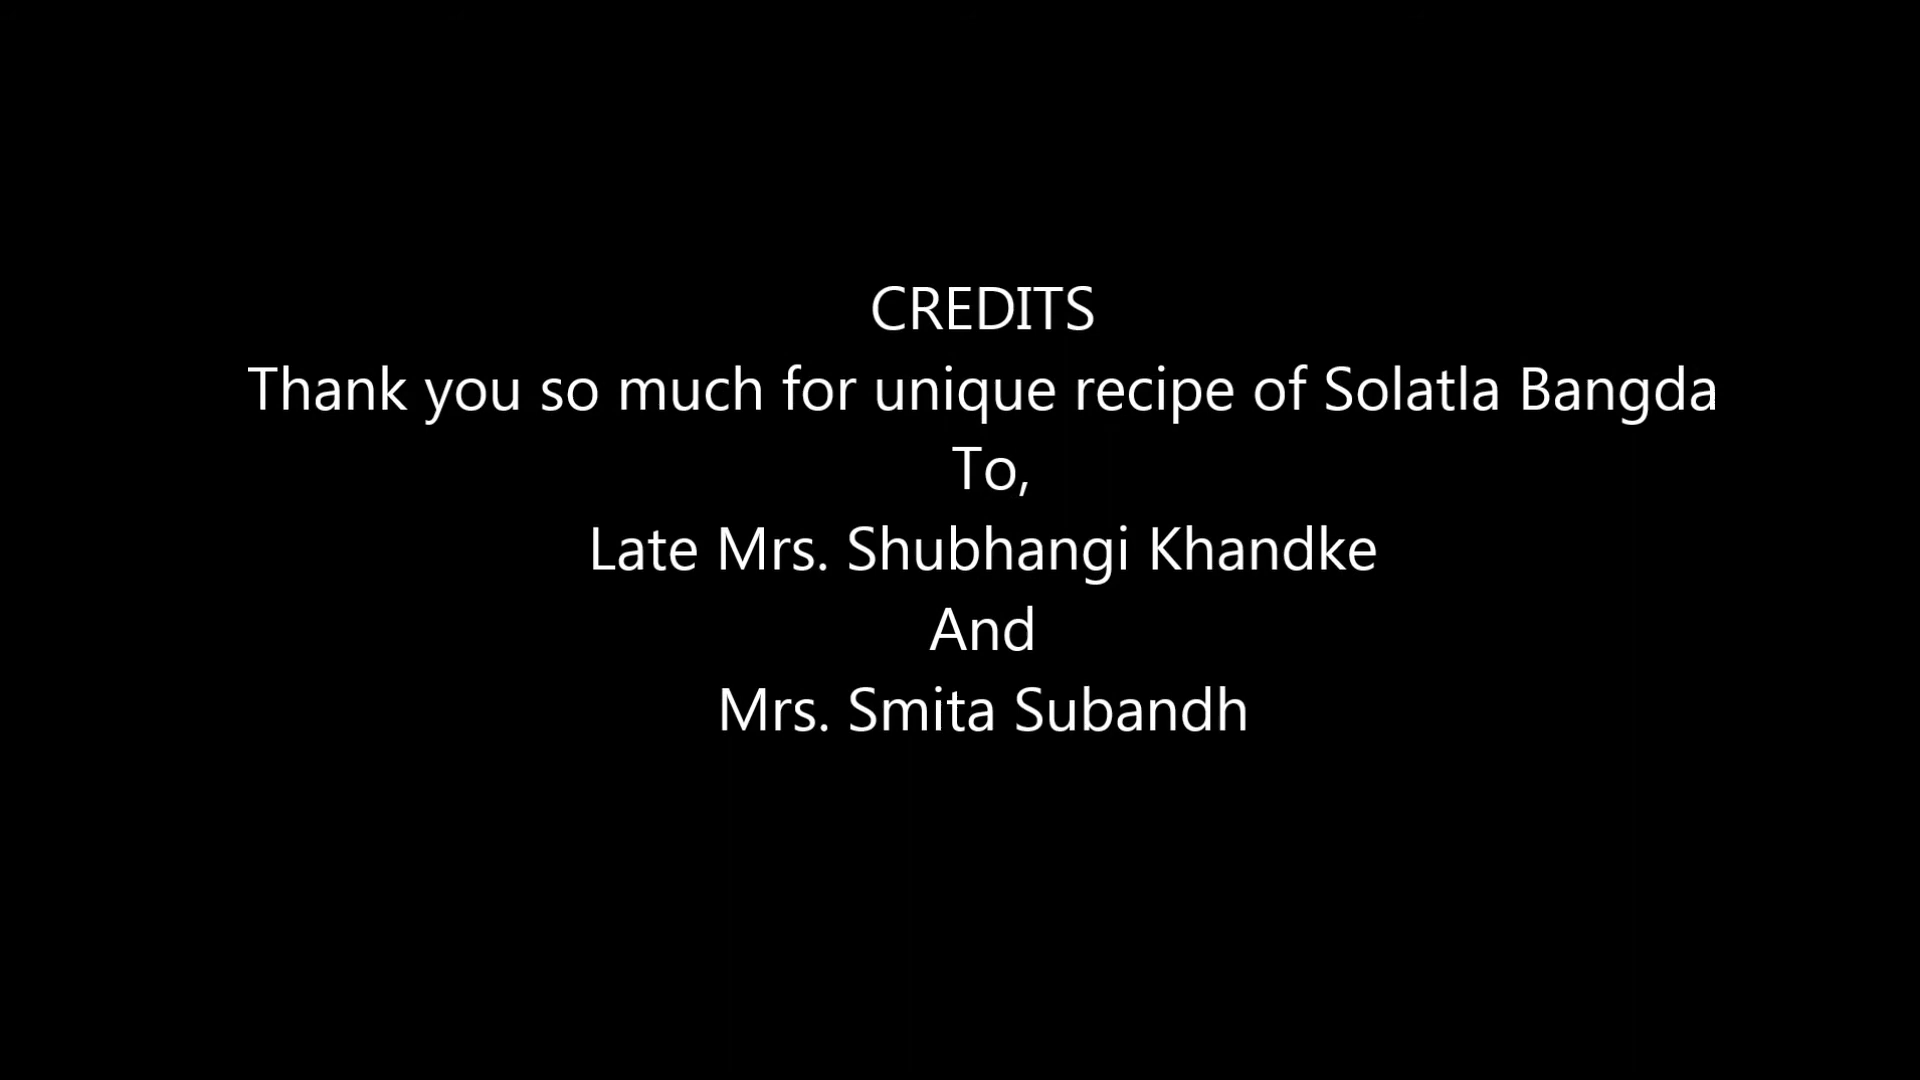 CREDITS
Thank you so much for unique recipe of Solatla Bangda
To,
Late Mrs. Shubhangi Khandke
And
Mrs. Smita Subandh